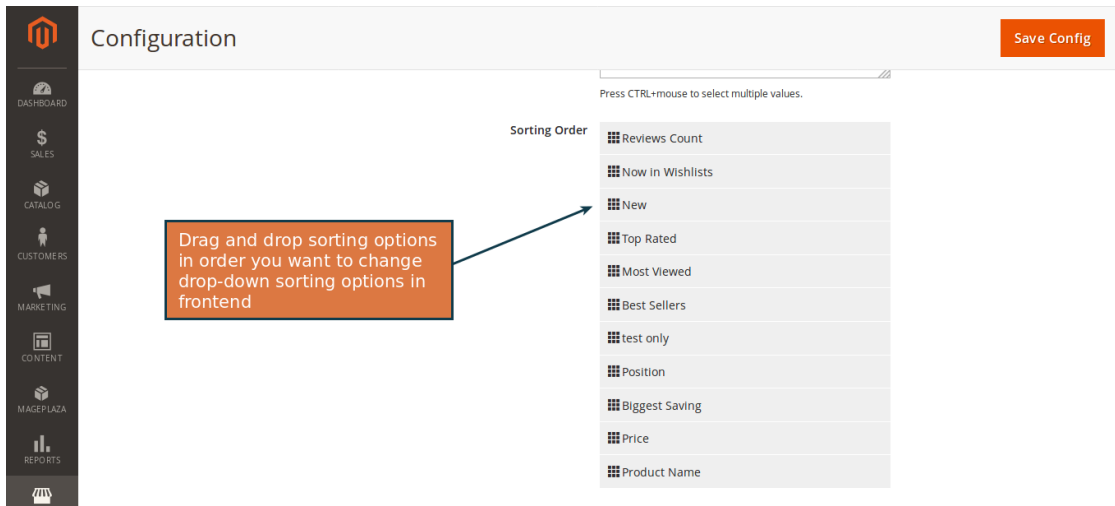 Configuration
Save Config
DASHBOARD
$
SALES
CATALOG
CUSTOMERS
MARKETING
CONTENT
MAGEPLAZA
REPORTS
Press CTRL+mouse to select multiple values.
Sorting Order
Reviews Count
Now in Wishlists
New
Top Rated
Most Viewed
Best Sellers
test only
Position
Biggest Saving
Price
Product Name
Drag and drop sorting options
in order you want to change
drop-down sorting options in
frontend